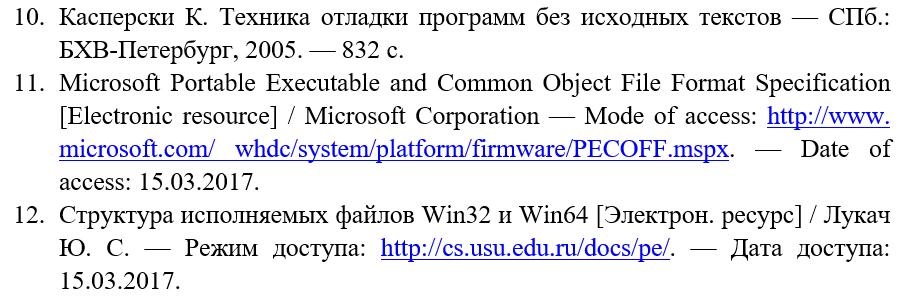 10. Касперски К. Техника отладки программ без исходных текстов — СПб.:
БХВ-Петербург, 2005. — 832 с.
11. Microsoft Portable Executable and Common Object File Format Specification
[Electronic resource] / Microsoft Corporation — Mode of access: http://www.
microsoft.com/ whdc/system/platform/firmware/PECOFF.mspx. — Date of
access: 15.03.2017.
12. Структура исполняемых файлов Win32 и Win64 [Электрон. ресурс] / Лукач
Ю. С. — Режим доступа: http://cs.usu.edu.ru/docs/pe/. — Дата доступа:
15.03.2017.